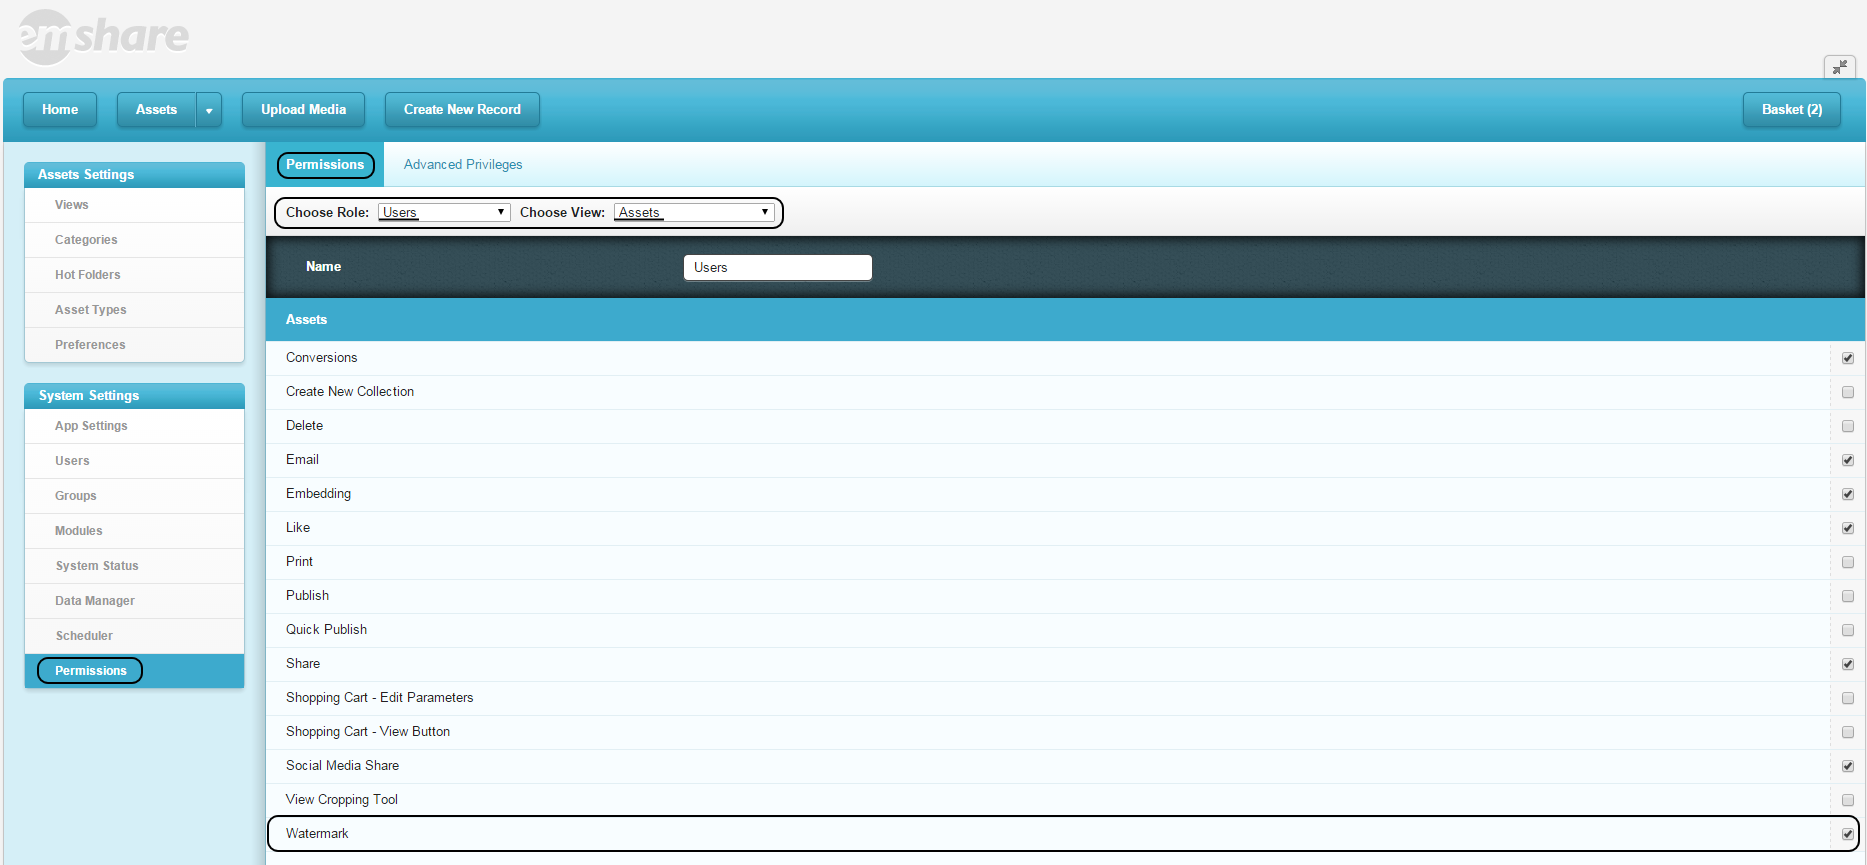 emshare
Home Assets Upload Media Create New Record Basket (2)
Assets Settings
Views
Categories
Hot Folders
Asset Types
Preferences
System Settings
App Settings
Users
Groups
Modules
System Status
Data Manager
Scheduler
Permissions
Permissions Advanced Privileges
Choose Role: Users Choose View: Assets
Name Users
Assets
Conversions
Create New Collection
Delete
Email
Embedding
Like
Print
Publish
Quick Publish
Share
Shopping Cart - Edit Parameters
Shopping Cart - View Button
Social Media Share
View Cropping Tool
Watermark